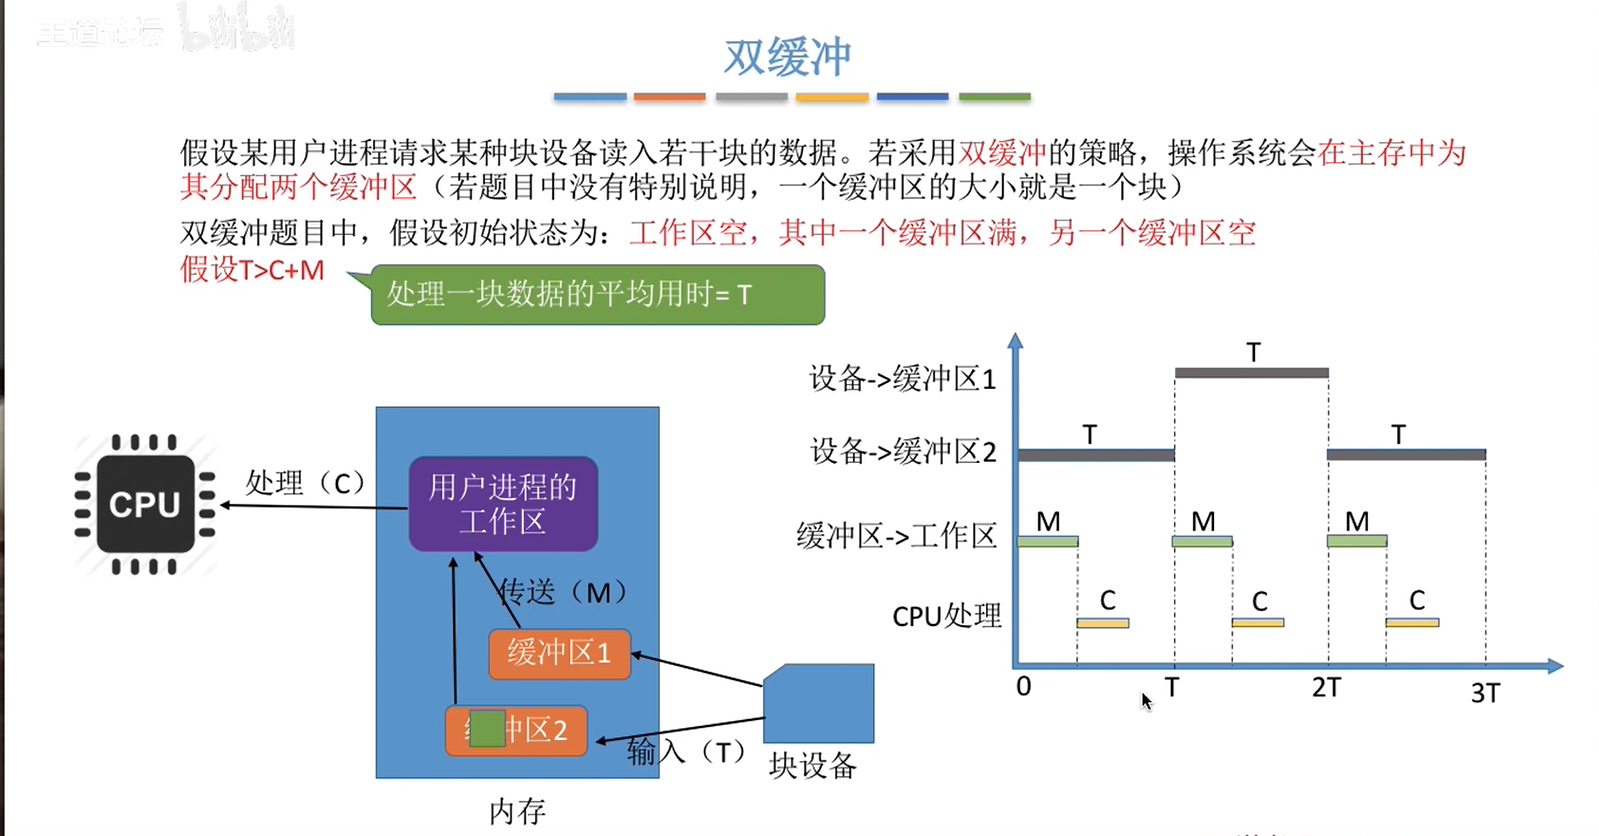 王道论坛 bilibili
双缓冲
假设某用户进程请求某种块设备读入若干块的数据。若采用双缓冲的策略，操作系统会在主存中为
其分配两个缓冲区（若题目中没有特别说明，一个缓冲区的大小就是一个块）
双缓冲题目中，假设初始状态为：工作区空，其中一个缓冲区满，另一个缓冲区空
假设T>C+M
处理一块数据的平均用时= T
设备->缓冲区1
T
设备->缓冲区2
T
T
缓冲区->工作区
M
M
M
CPU处理
C
C
C
0
T
2T
3T
CPU
处理（C）
用户进程的
工作区
传送（M）
缓冲区1
冲区2
输入（T）
块设备
内存